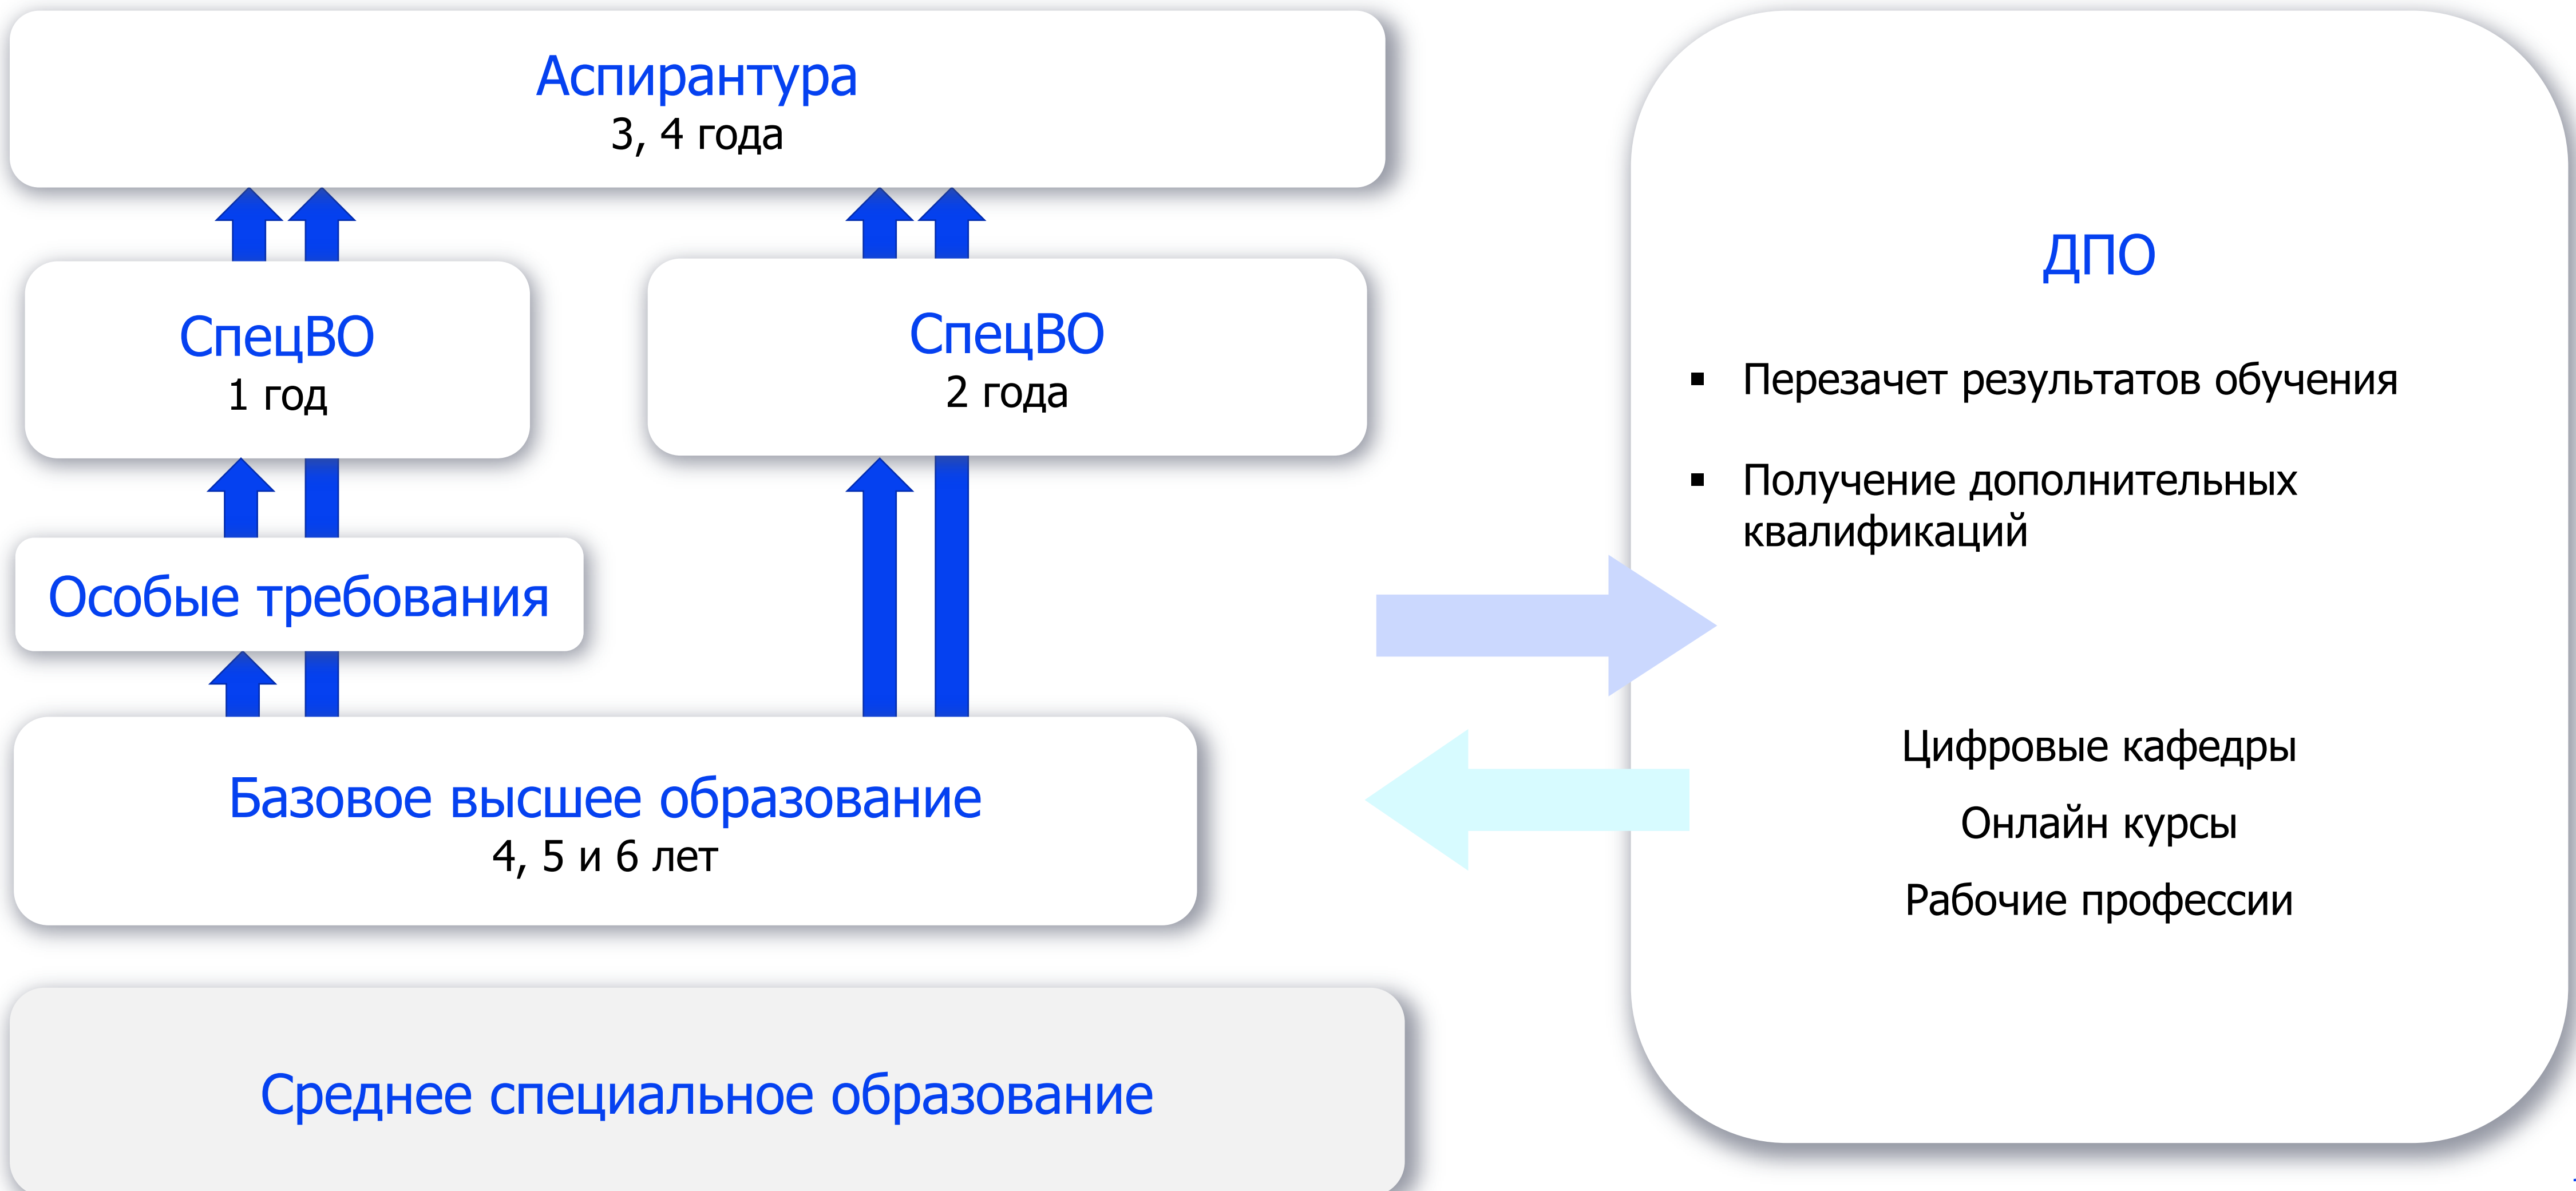 Аспирантура
3, 4 года
СпецВО
1 год
СпецВО
2 года
Особые требования
Базовое высшее образование
4, 5 и 6 лет
Среднее специальное образование
ДПО
▪ Перезачет результатов обучения
▪ Получение дополнительных
квалификаций
Цифровые кафедры
Онлайн курсы
Рабочие профессии